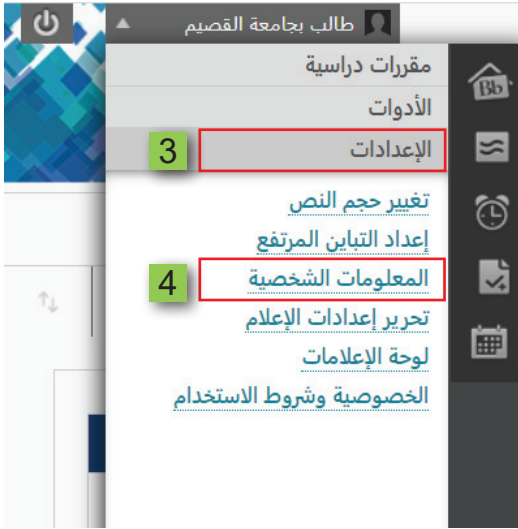 طالب بجامعة القصيم
مقررات دراسية
Bb
الأدوات
3 الإعدادات
تغيير حجم النص
إعداد التباين المرتفع
4 المعلومات الشخصية
تحرير إعدادات الإعلام
لوحة الإعلامات
الخصوصية وشروط الاستخدام